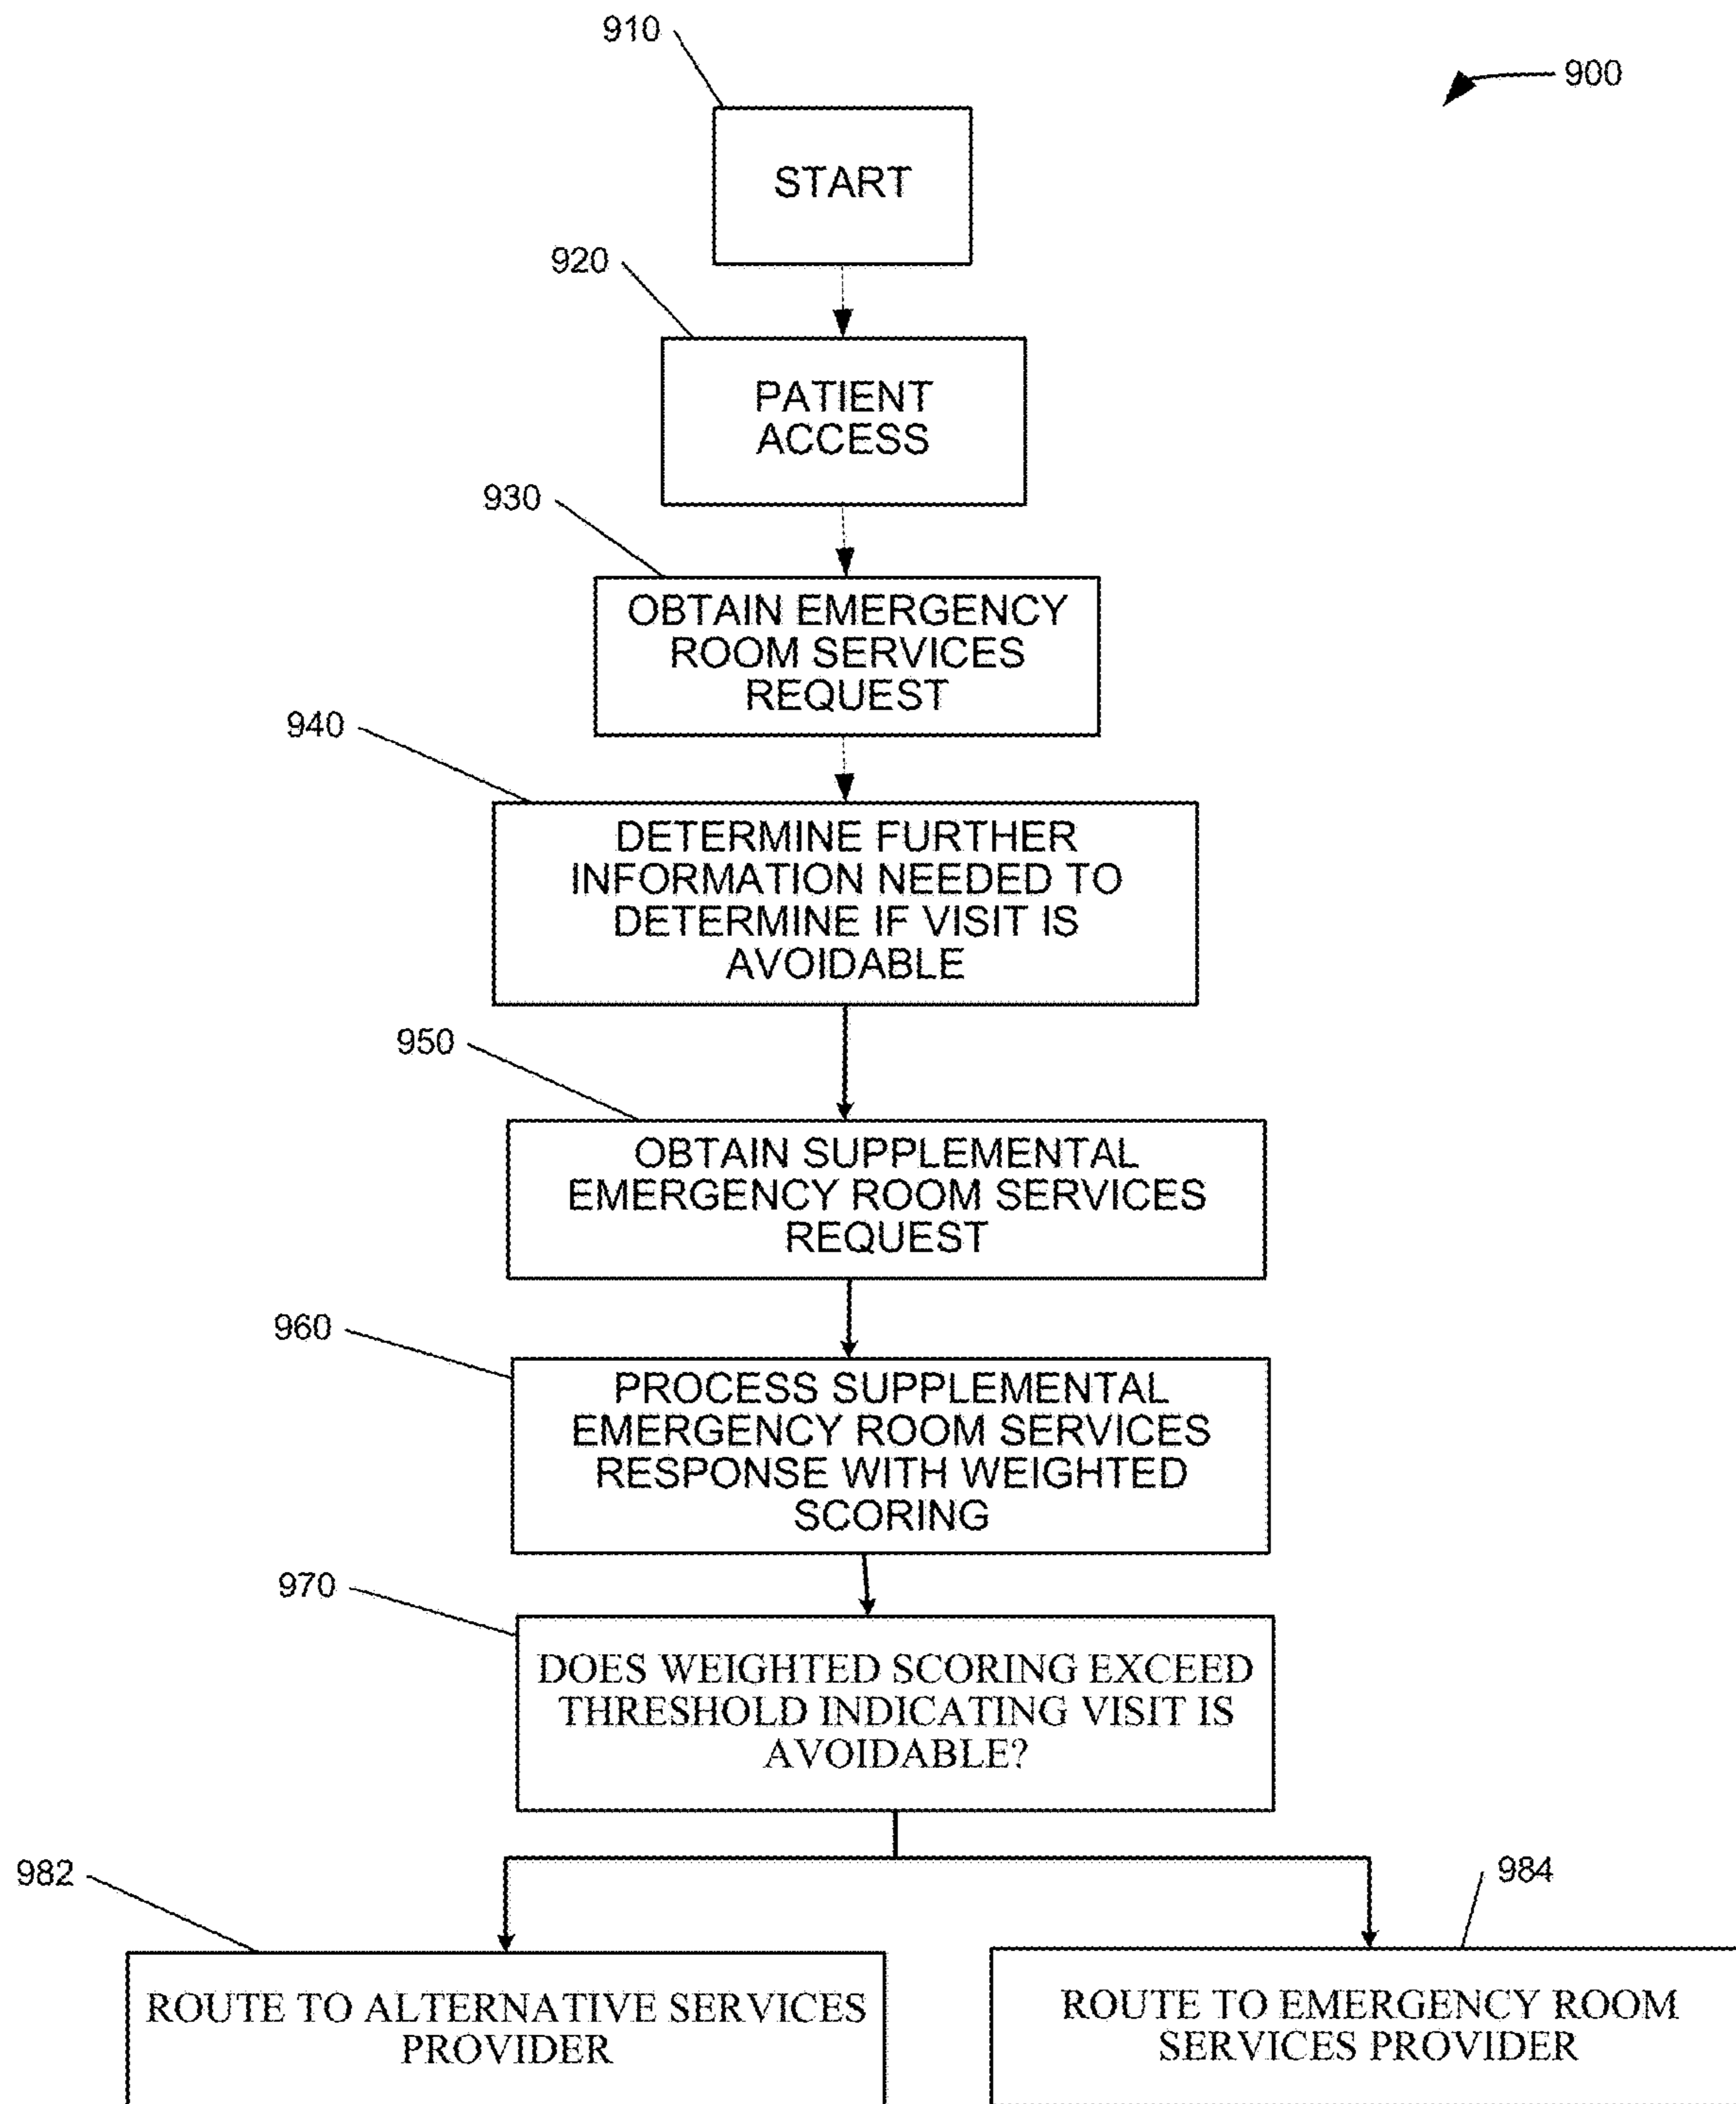 910
900
START
920
PATIENT
ACCESS
930
OBTAIN EMERGENCY
ROOM SERVICES
REQUEST
940
DETERMINE FURTHER
INFORMATION NEEDED TO
DETERMINE IF VISIT IS
AVOIDABLE
950
OBTAIN SUPPLEMENTAL
EMERGENCY ROOM SERVICES
REQUEST
960
PROCESS SUPPLEMENTAL
EMERGENCY ROOM SERVICES
RESPONSE WITH WEIGHTED
SCORING
970
DOES WEIGHTED SCORING EXCEED
THRESHOLD INDICATING VISIT IS
AVOIDABLE?
982
984
ROUTE TO ALTERNATIVE SERVICES
PROVIDER
ROUTE TO EMERGENCY ROOM
SERVICES PROVIDER